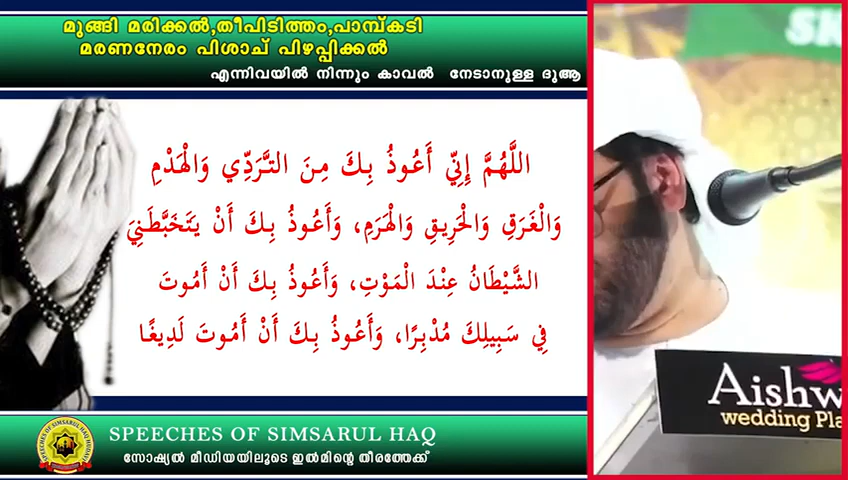 മുങ്ങി മരിക്കൽ,തീപിടിത്തം,പാമ്പ്കടി
മരണനേരം പിശാച് പിഴപ്പിക്കൽ
എന്നിവയിൽ നിന്നും കാവൽ നേടാനുള്ള ദുആ
اللَّهُمَّ إِنِّي أَعُوذُ بِكَ مِنَ التَّرَدِّي وَالْهَدْمِ
وَالْغَرَقِ وَالْحَرِيقِ وَالْهَرَمِ، وَأَعُوذُ بِكَ أَنْ يَتَخَبَّطَنِيَ
الشَّيْطَانُ عِنْدَ الْمَوْتِ، وَأَعُوذُ بِكَ أَنْ أَمُوتَ
فِي سَبِيلِكَ مُدْبِرًا، وَأَعُوذُ بِكَ أَنْ أَمُوتَ لَدِيغًا
SPEECHES OF SIMSARUL HAQ
സോഷ്യൽ മീഡിയയിലൂടെ ഇൽമിന്റെ തീരത്തേക്ക്
SK
Aishw
wedding Pla